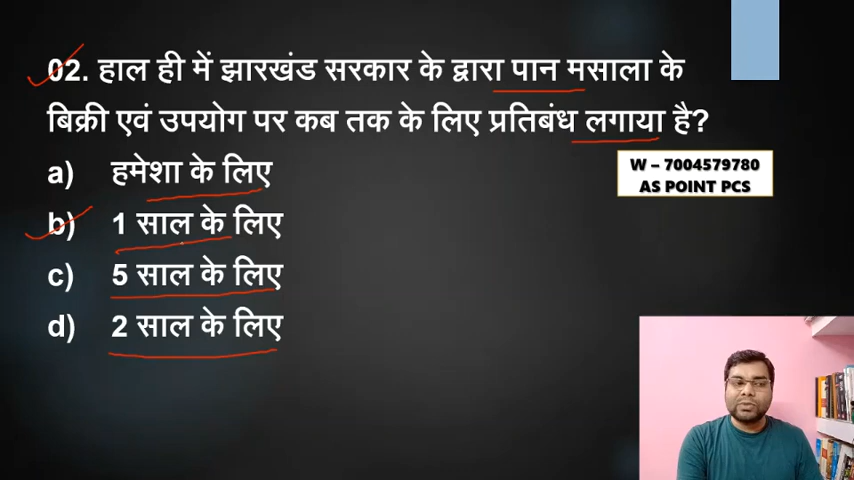 02. हाल ही में झारखंड सरकार के द्वारा पान मसाला के
बिक्री एवं उपयोग पर कब तक के लिए प्रतिबंध लगाया है?
W – 7004579780
AS POINT PCS
a) हमेशा के लिए
b) 1 साल के लिए
c) 5 साल के लिए
d) 2 साल के लिए